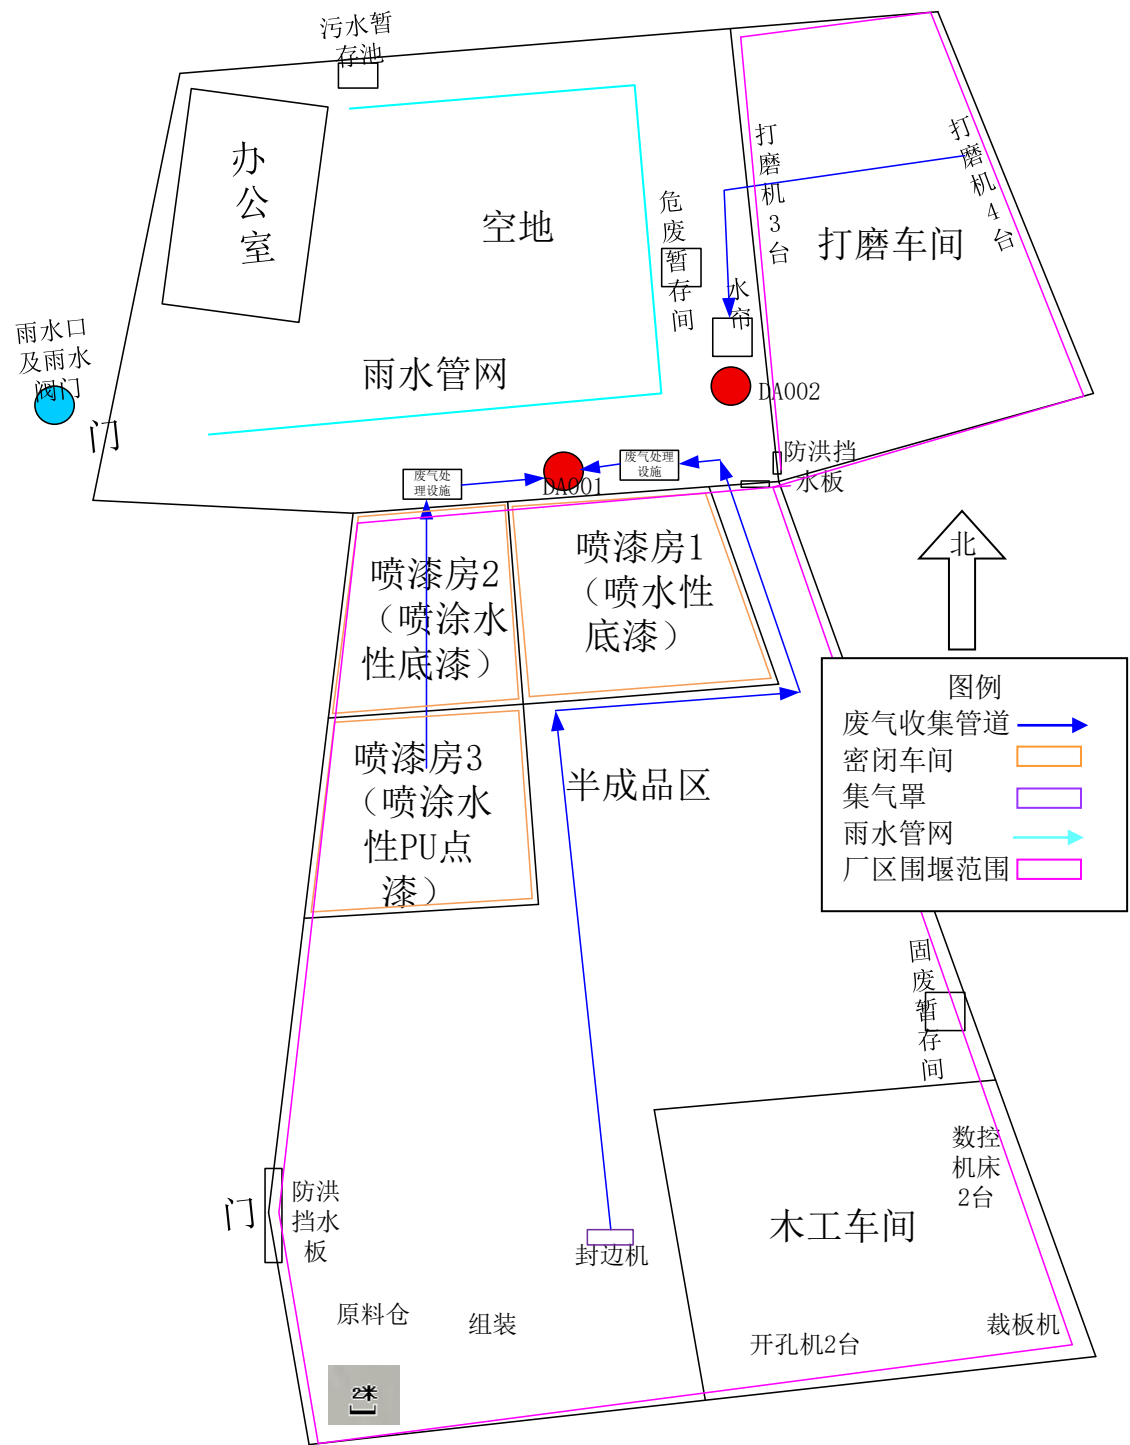 污水暂
存池
办
公
室
空地
危
废
暂
存
间
打
磨
机
3
台
打
磨
机
4
台
打磨车间
水
帘
雨水口
及雨水
阀门
门
雨水管网
DA002
防洪挡
水板
废气处
理设施
DA001
废气处理
设施
喷漆房1
（喷水性
底漆）
喷漆房2
（喷涂水
性底漆）
喷漆房3
（喷涂水
性PU点
漆）
半成品区
北
图例
废气收集管道
密闭车间
集气罩
雨水管网
厂区围堰范围
固
废
暂
存
间
数控
机床
2台
木工车间
门
防洪
挡水
板
封边机
原料仓
组装
开孔机2台
裁板机
2米